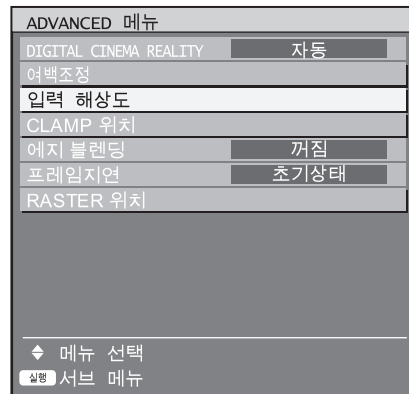 ADVANCED 메뉴
DIGITAL CINEMA REALITY 자동
여백조정
입력 해상도
CLAMP 위치
에지 블렌딩 꺼짐
프레임지연 초기상태
RASTER 위치
메뉴 선택
실행 서브 메뉴